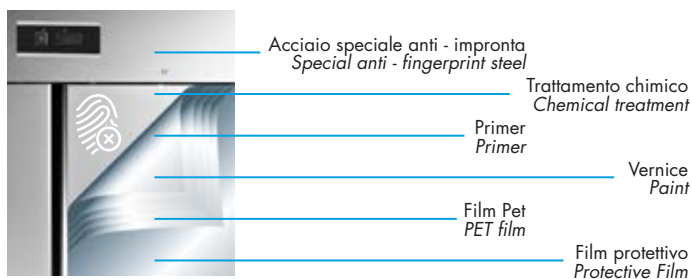 Acciaio speciale anti - impronta
Special anti - fingerprint steel
Trattamento chimico
Chemical treatment
Primer
Primer
Vernice
Paint
Film Pet
PET film
Film protettivo
Protective Film